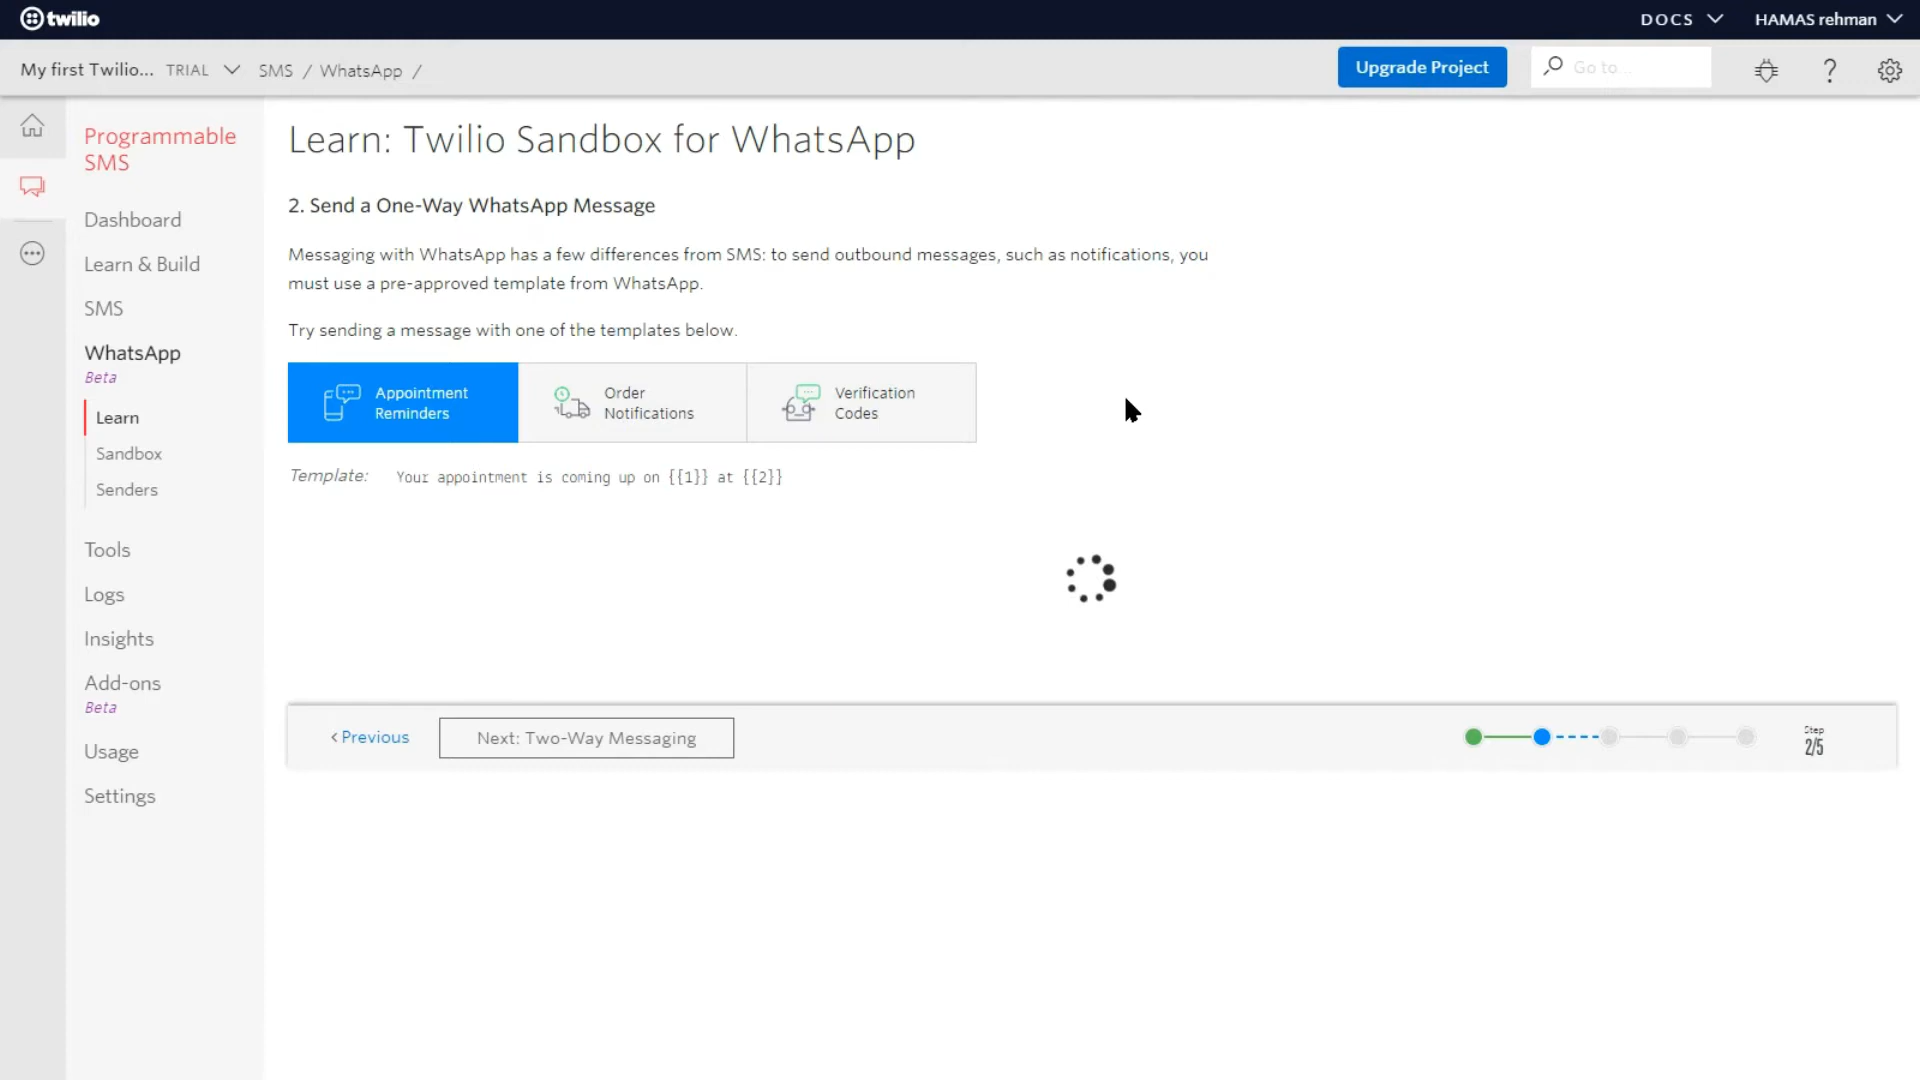 twilio
DOCS
HAMAS rehman
My first Twilio... TRIAL
SMS / WhatsApp /
Upgrade Project
Go to...
Programmable
SMS
Dashboard
Learn & Build
SMS
WhatsApp
Beta
Learn
Sandbox
Senders
Tools
Logs
Insights
Add-ons
Beta
Usage
Settings
Learn: Twilio Sandbox for WhatsApp
2. Send a One-Way WhatsApp Message
Messaging with WhatsApp has a few differences from SMS: to send outbound messages, such as notifications, you
must use a pre-approved template from WhatsApp.
Try sending a message with one of the templates below.
Appointment
Reminders
Order
Notifications
Verification
Codes
Template: Your appointment is coming up on {{1}} at {{2}}
< Previous
Next: Two-Way Messaging
Step
2/5